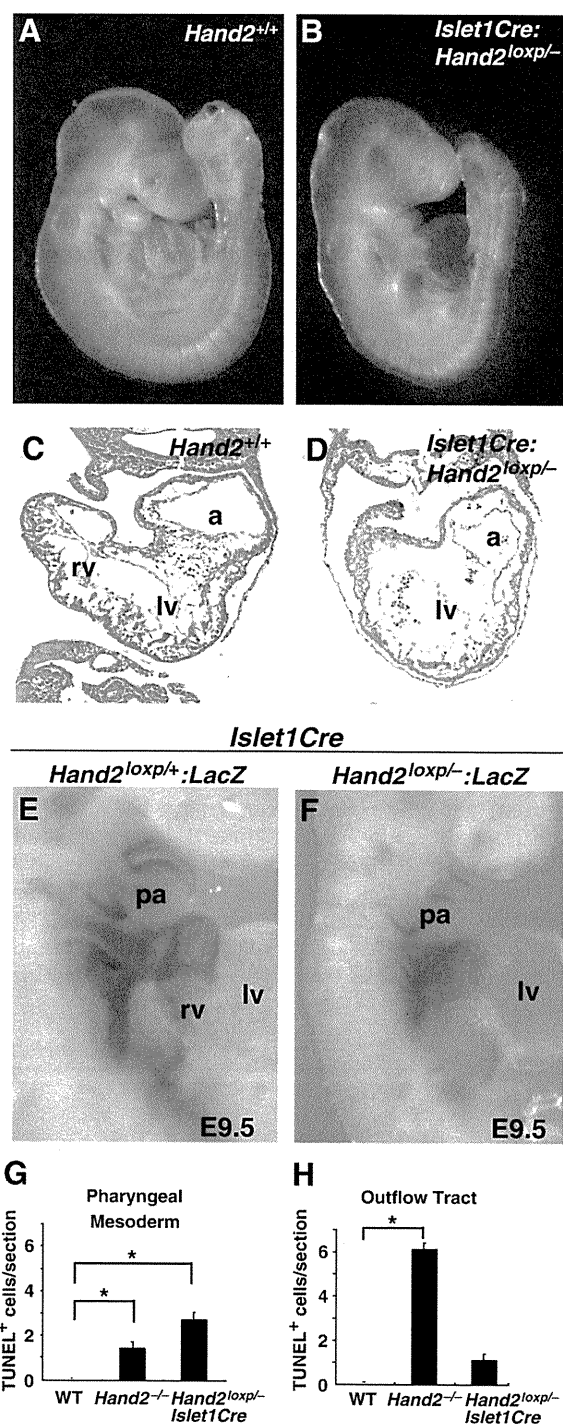 A
Hand2+/+
B
Islet1Cre:
Hand2loxp/–
C
Hand2+/+
a
rv
lv
D
Islet1Cre:
Hand2loxp/–
a
lv
Islet1Cre
Hand2loxp/+:LacZ
Hand2loxp/–:LacZ
E
pa
rv
lv
E9.5
F
pa
lv
E9.5
G
Pharyngeal
Mesoderm
TUNEL+ cells/section
6
4
2
0
*
*
WT
Hand2–/–
Hand2loxp/–
Islet1Cre
H
Outflow Tract
TUNEL+ cells/section
6
4
2
0
*
WT
Hand2–/–
Hand2loxp/–
Islet1Cre